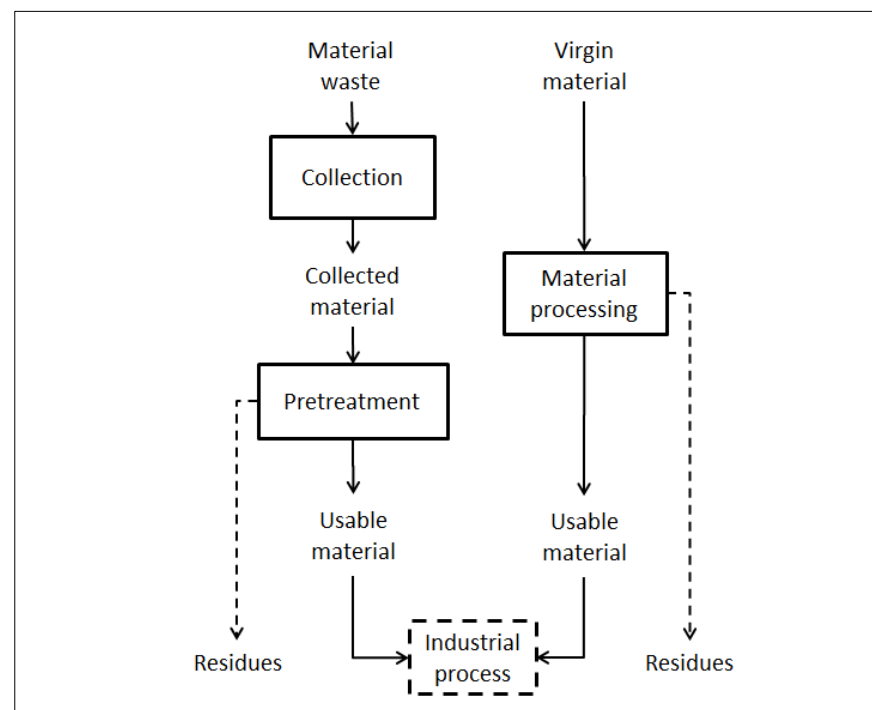 Material
waste
Virgin
material
Collection
Collected
material
Material
processing
Pretreatment
Usable
material
Usable
material
Residues
Industrial
process
Residues